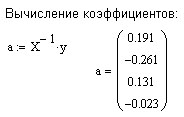 Вычисление коэффициентов:
a := X⁻¹·y
a = (0.191
-0.261
0.131
-0.023)